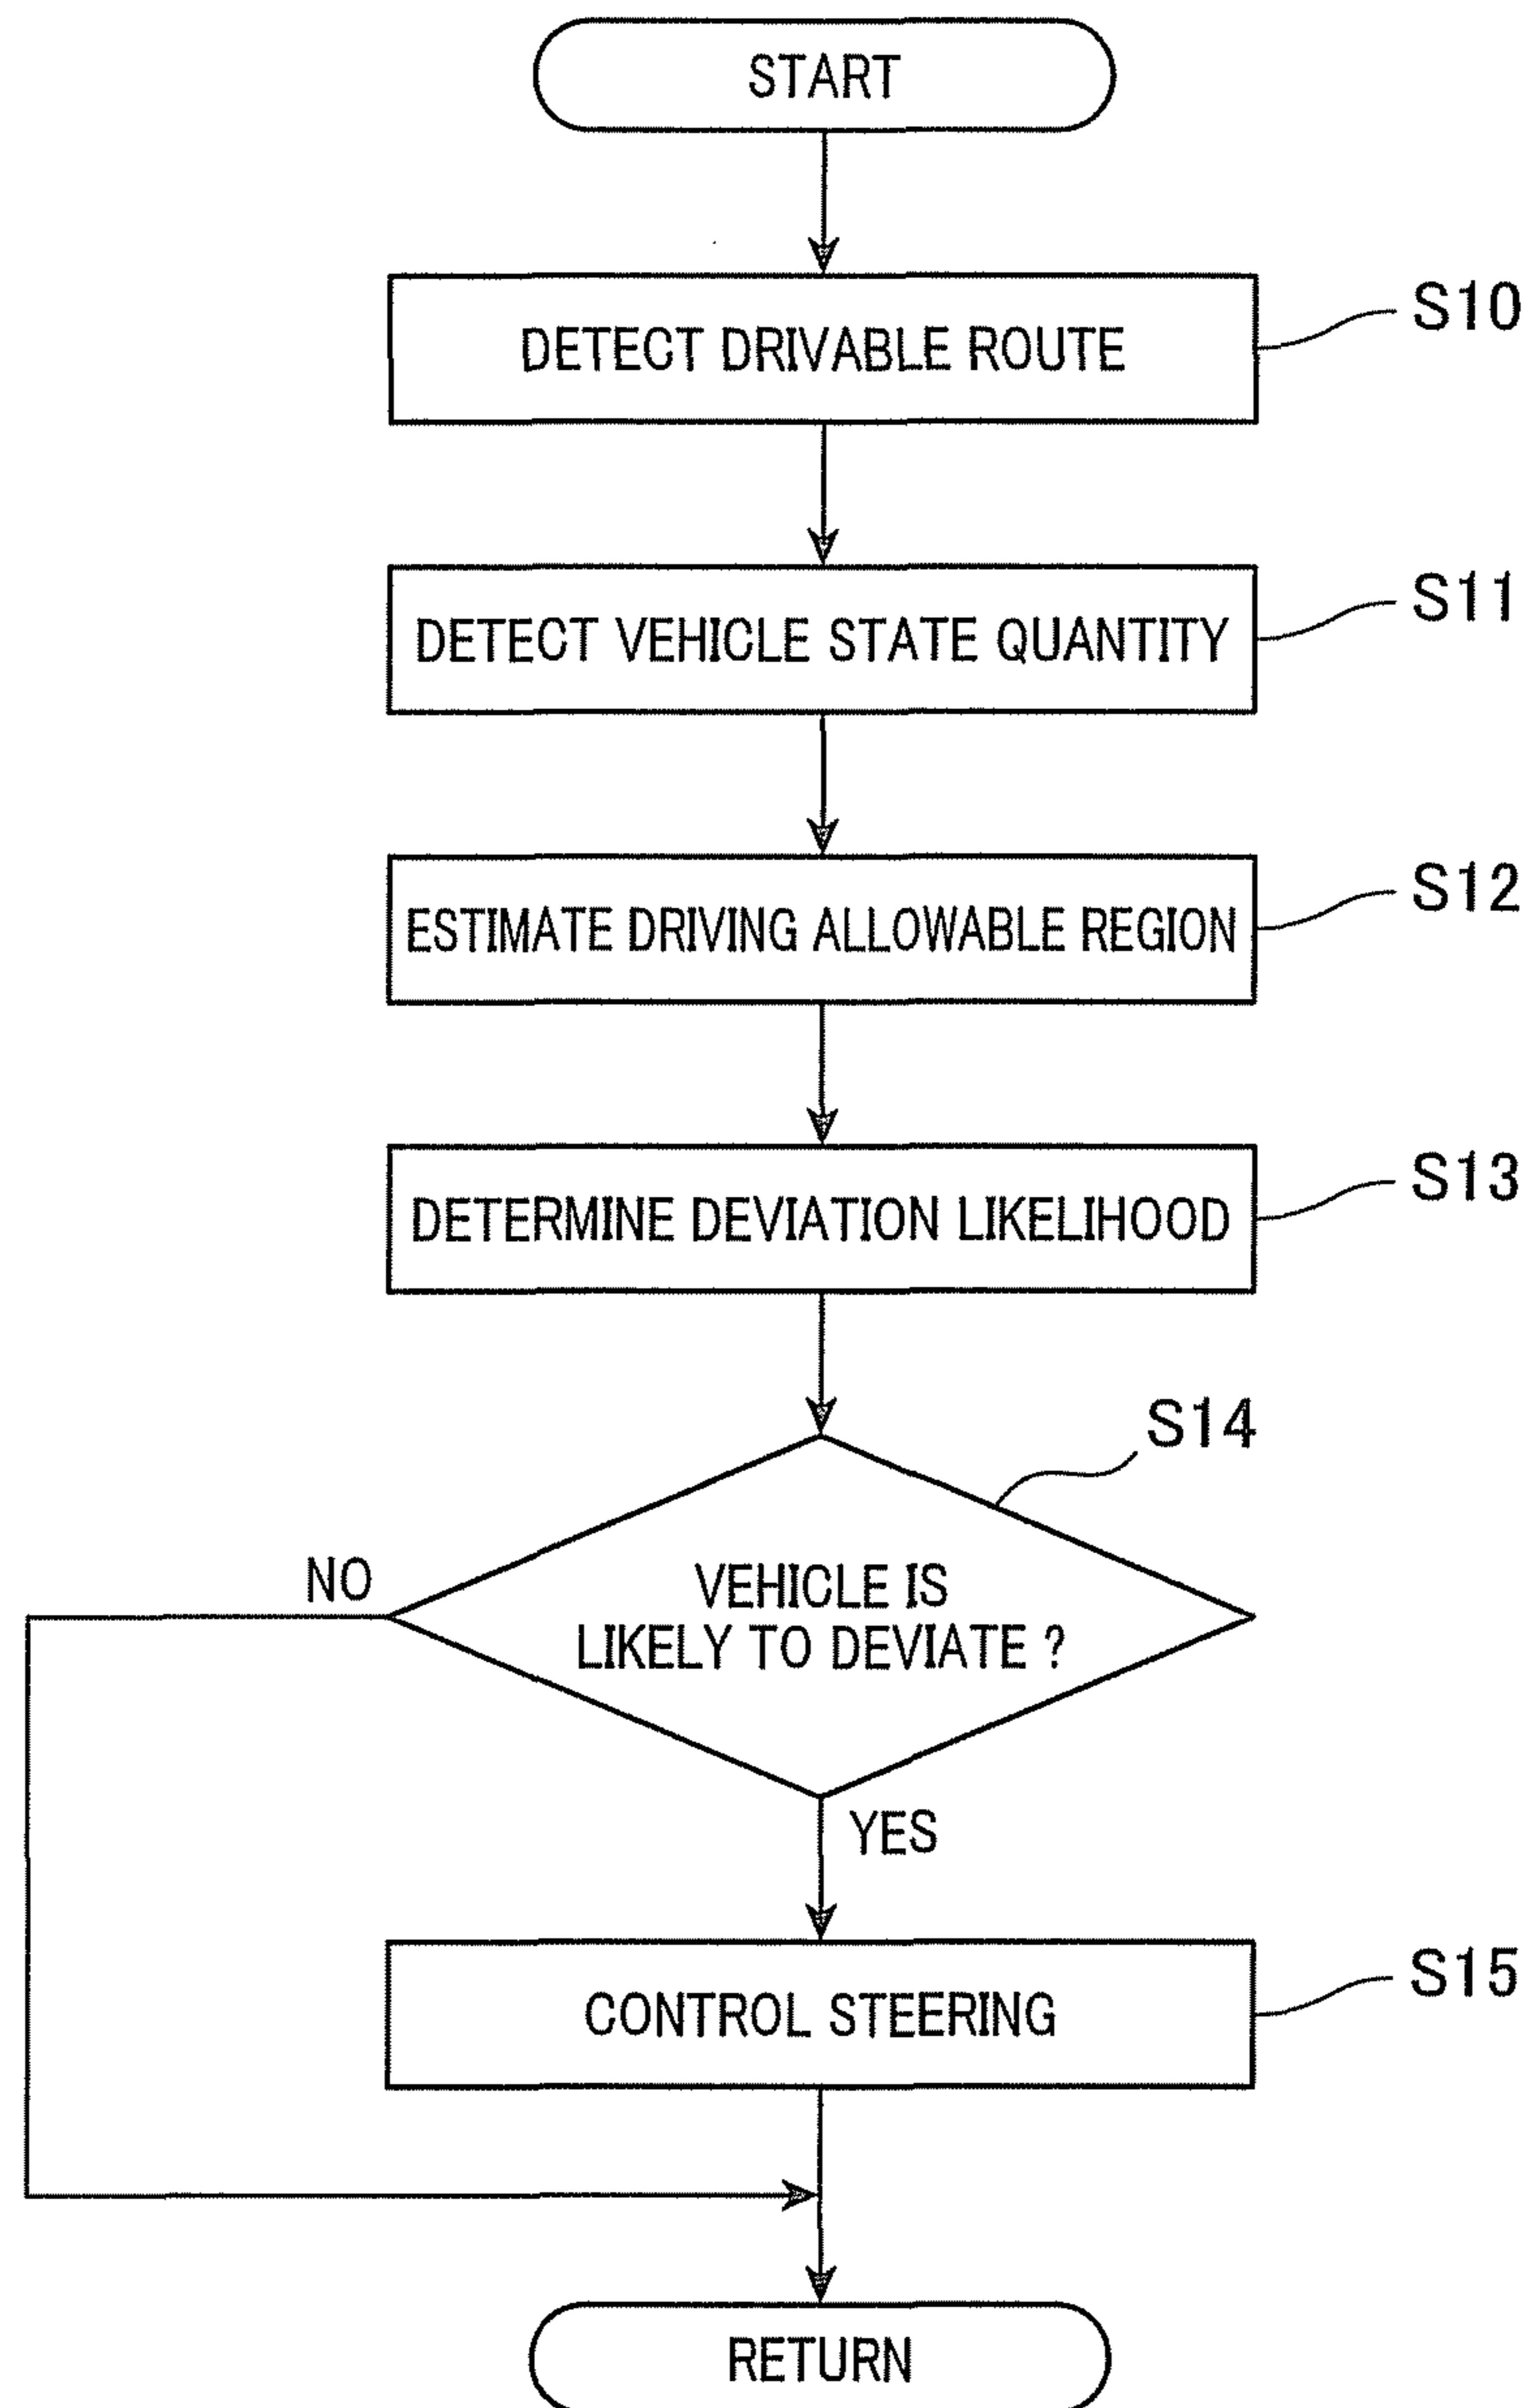 START
DETECT DRIVABLE ROUTE
S10
DETECT VEHICLE STATE QUANTITY
S11
ESTIMATE DRIVING ALLOWABLE REGION
S12
DETERMINE DEVIATION LIKELIHOOD
S13
S14
NO
VEHICLE IS
LIKELY TO DEVIATE ?
YES
CONTROL STEERING
S15
RETURN